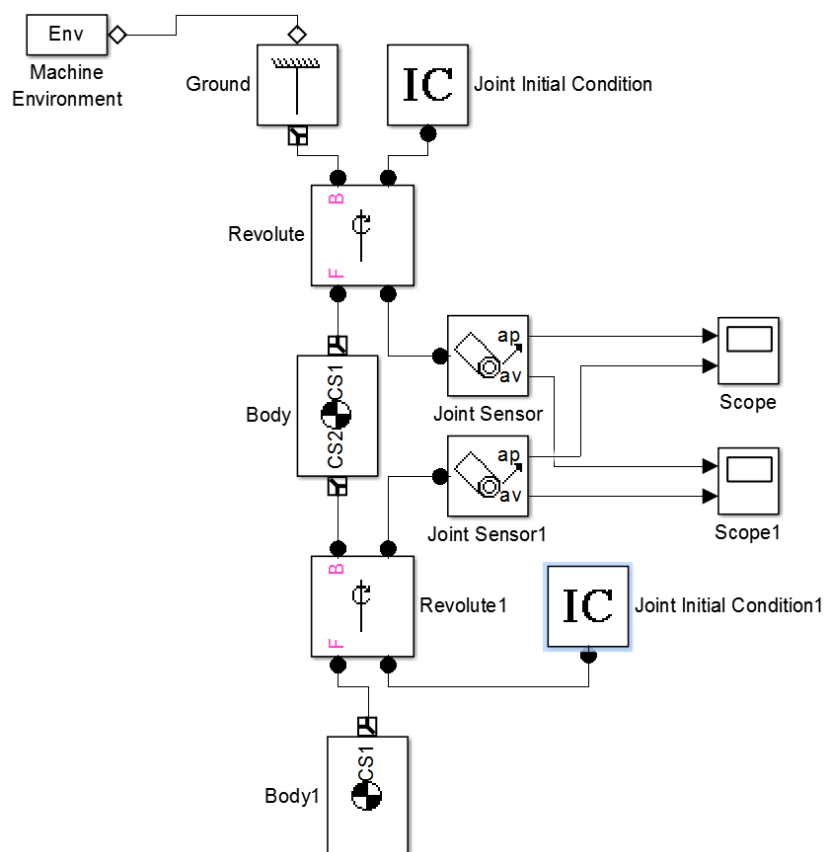 Env
Machine
Environment
Ground
IC
Joint Initial Condition
B
Revolute
F
ap
av
Joint Sensor
Scope
CS1
Body
CS2
ap
av
Joint Sensor1
Scope1
B
Revolute1
F
IC
Joint Initial Condition1
CS1
Body1